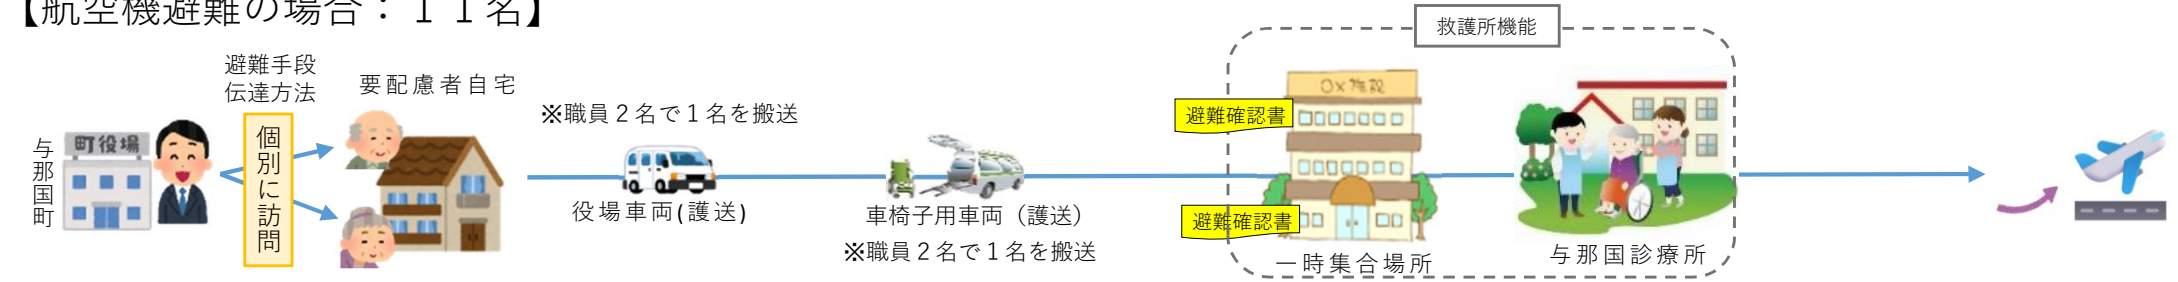 【航空機避難の場合：１１名】
救護所機能
避難手段
伝達方法
要配慮者自宅
※職員２名で１名を搬送
与那国町
町役場
個別に訪問
役場車両(護送)
車椅子用車両（護送）
※職員２名で１名を搬送
避難確認書
避難確認書
○×施設
一時集合場所
与那国診療所